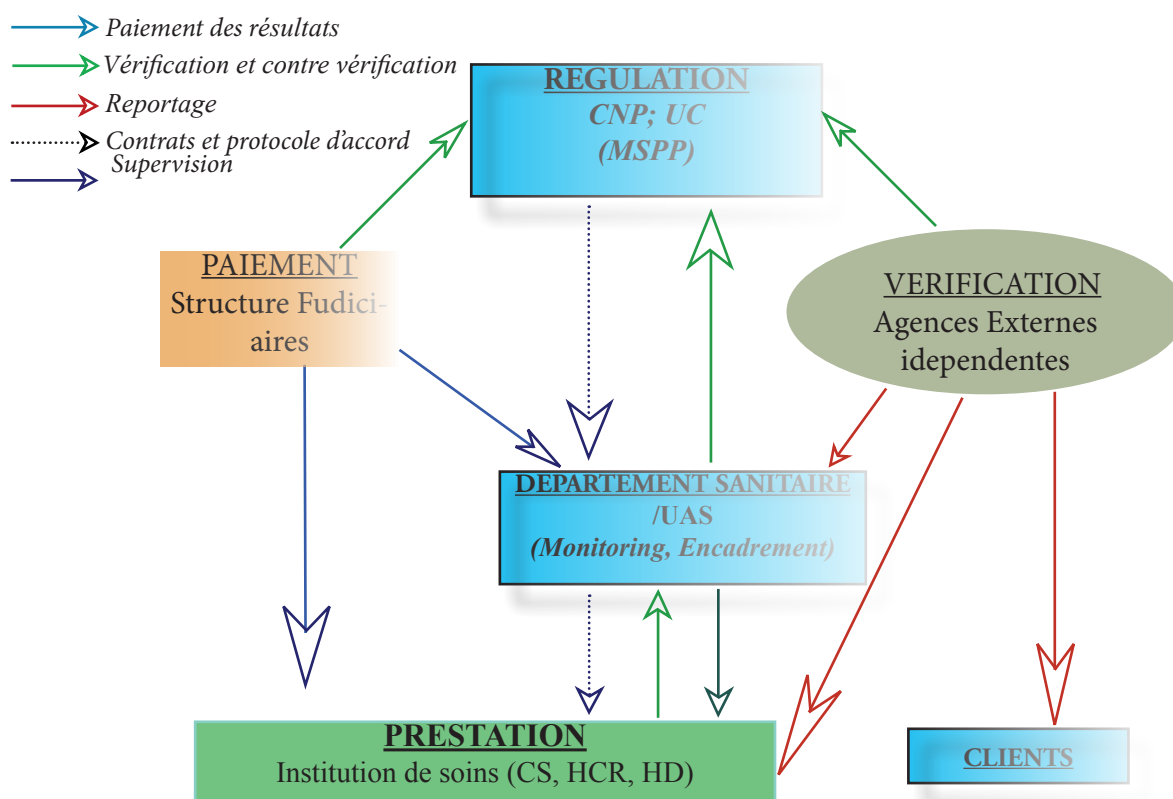 Paiement des résultats
Vérification et contre vérification
Reportage
Contrats et protocole d'accord
Supervision
REGULATION
CNP; UC
(MSPP)
PAIEMENT
Structure Fudici-
aires
VERIFICATION
Agences Externes
idependentes
DEPARTEMENT SANITAIRE
/UAS
(Monitoring, Encadrement)
PRESTATION
Institution de soins (CS, HCR, HD)
CLIENTS